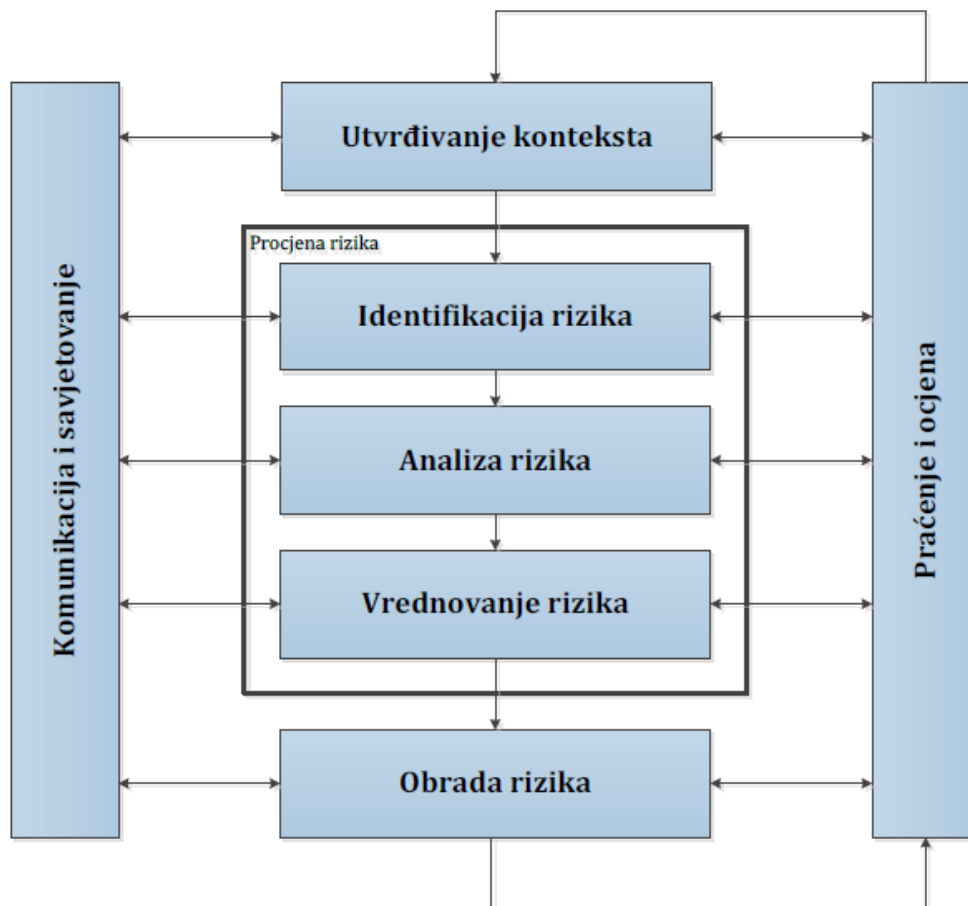 Utvrđivanje konteksta
Procjena rizika
Identifikacija rizika
Analiza rizika
Vrednovanje rizika
Obrada rizika
Komunikacija i savjetovanje
Praćenje i ocjena